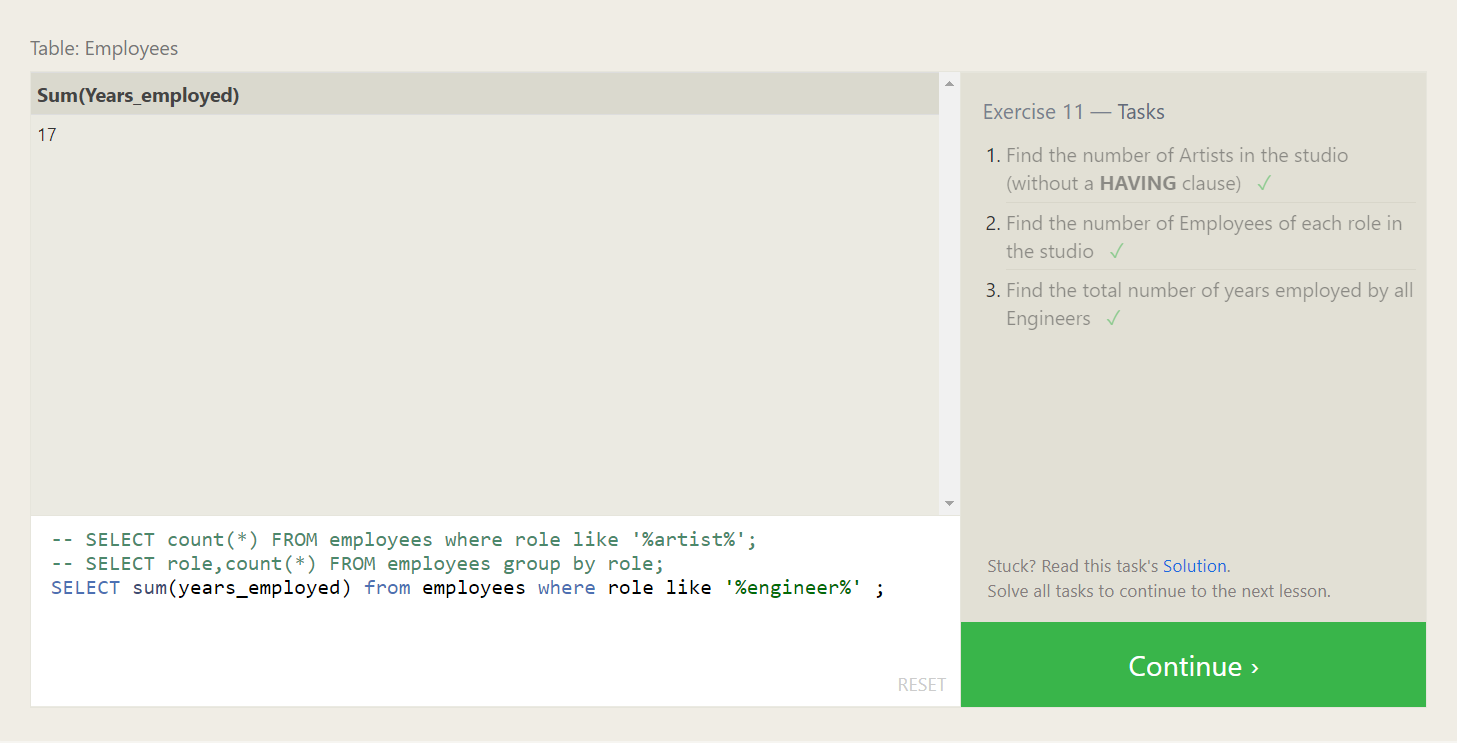 Table: Employees
Sum(Years_employed)
17
Exercise 11 — Tasks
1. Find the number of Artists in the studio
(without a HAVING clause) ✓
2. Find the number of Employees of each role in
the studio ✓
3. Find the total number of years employed by all
Engineers ✓
-- SELECT count(*) FROM employees where role like '%artist%';
-- SELECT role,count(*) FROM employees group by role;
SELECT sum(years_employed) from employees where role like '%engineer%' ;
RESET
Stuck? Read this task's Solution.
Solve all tasks to continue to the next lesson.
Continue ›